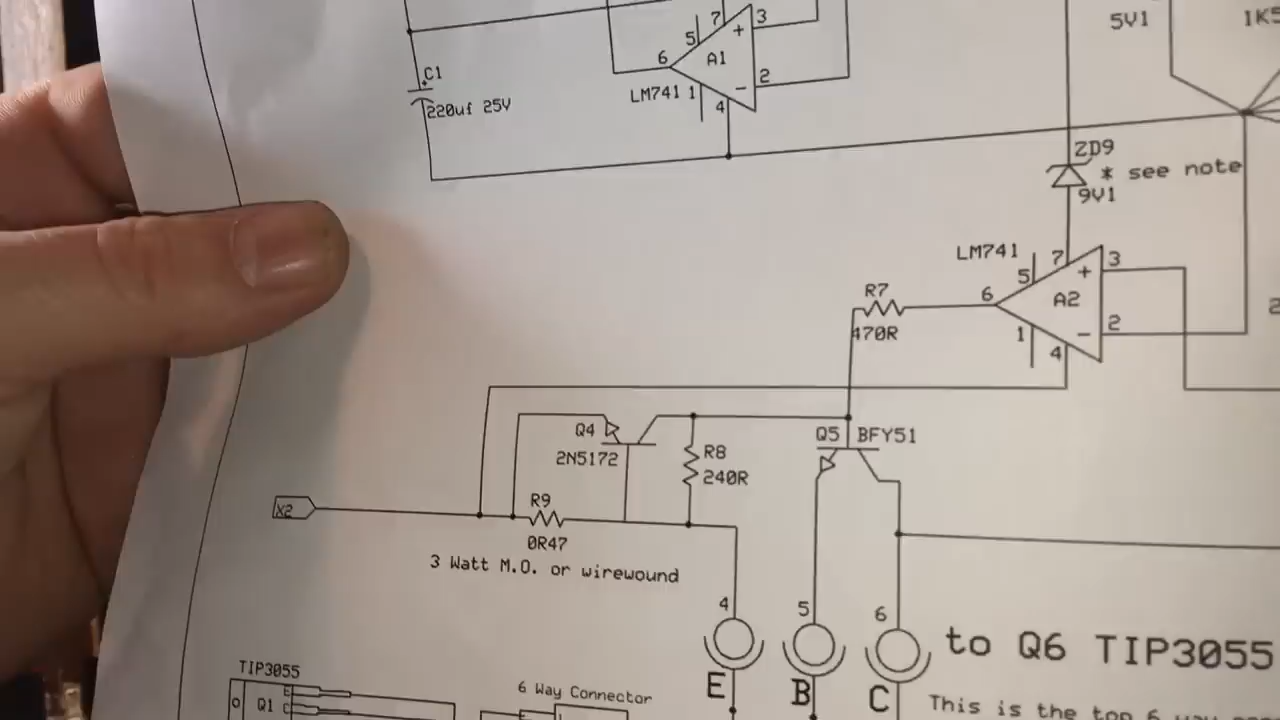 5V1
1K5
C1
220uf 25V
7
3
+
5
A1
6
2
LM741
1
4
-
ZD9
* see note
9V1
LM741
5
7
3
+
6
A2
2
1
4
-
R7
470R
Q4
2N5172
R8
240R
Q5
BFY51
X2
R9
0R47
3 Watt M.O. or wirewound
4
5
6
E
B
C
to Q6 TIP3055
TIP3055
Q1
E
C
6 Way Connector
This is the top 6 way